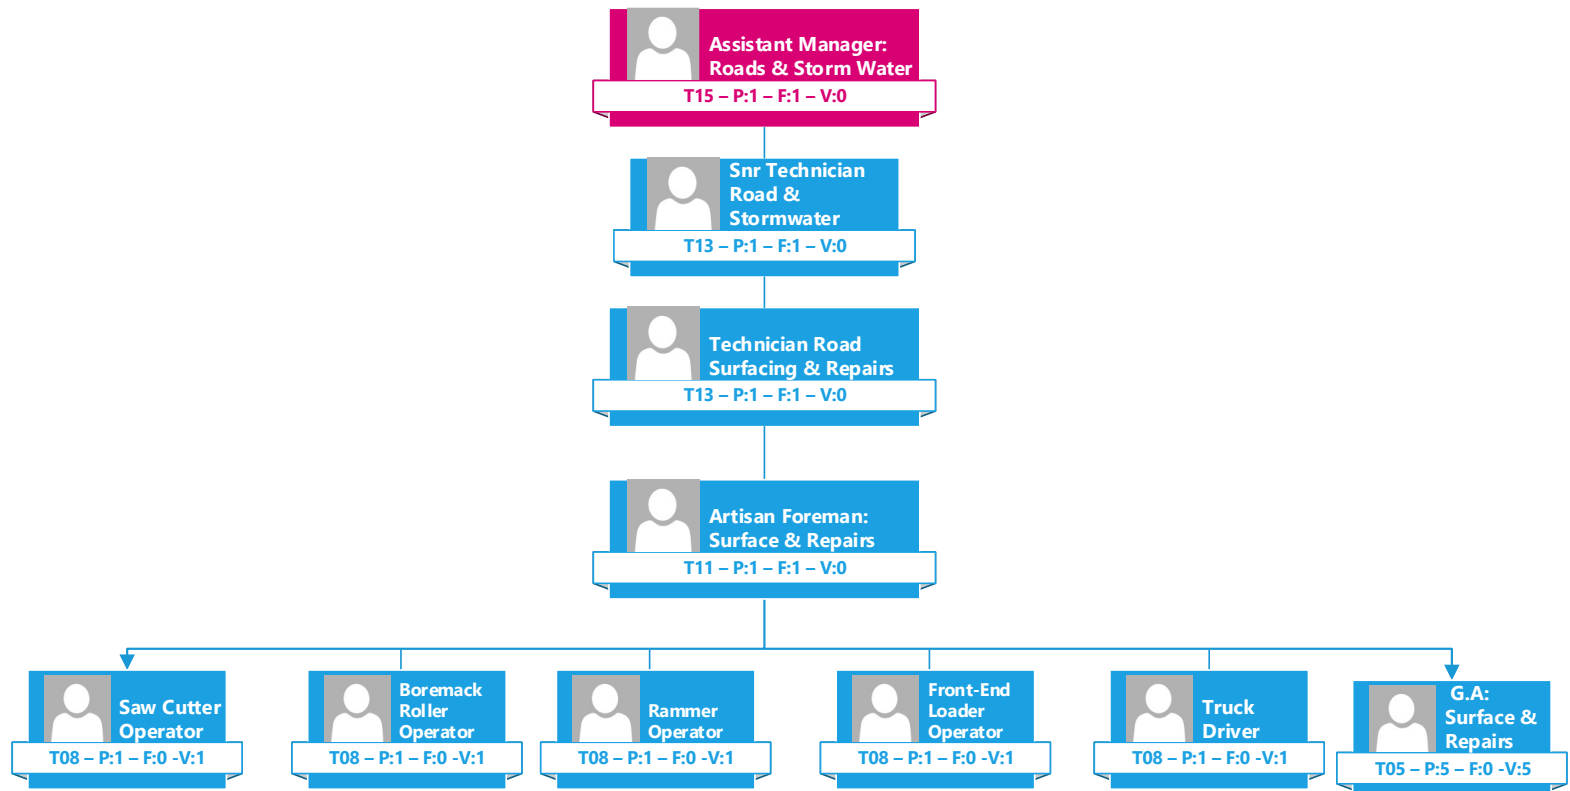 Assistant Manager:
Roads & Storm Water
T15 – P:1 – F:1 – V:0
Snr Technician
Road &
Stormwater
T13 – P:1 – F:1 – V:0
Technician Road
Surfacing & Repairs
T13 – P:1 – F:1 – V:0
Artisan Foreman:
Surface & Repairs
T11 – P:1 – F:1 – V:0
Saw Cutter
Operator
T08 – P:1 – F:0 -V:1
Boremack
Roller
Operator
T08 – P:1 – F:0 -V:1
Rammer
Operator
T08 – P:1 – F:0 -V:1
Front-End
Loader
Operator
T08 – P:1 – F:0 -V:1
Truck
Driver
T08 – P:1 – F:0 -V:1
G.A:
Surface &
Repairs
T05 – P:5 – F:0 -V:5